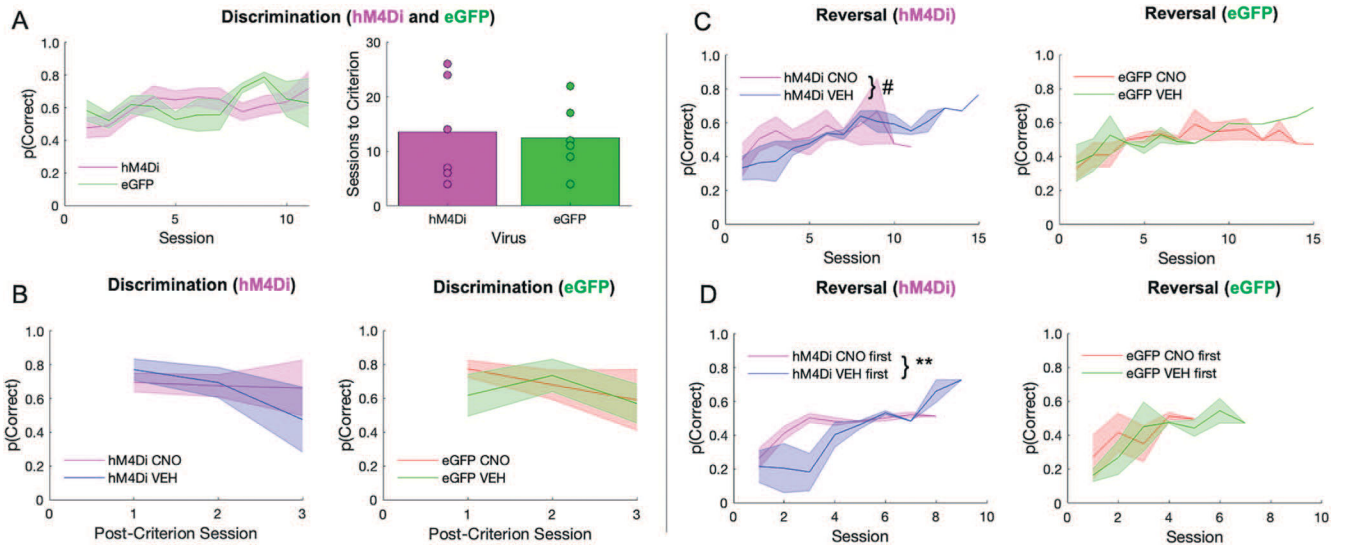 A
Discrimination (hM4Di and eGFP)
p(Correct)
1.0
0.8
0.6
0.4
0.2
0
hM4Di
eGFP
0
5
10
Session
Sessions to Criterion
30
20
10
0
hM4Di
eGFP
Virus
B
Discrimination (hM4Di)
p(Correct)
1.0
0.8
0.6
0.4
0.2
0
hM4Di CNO
hM4Di VEH
0
1
2
3
Post-Criterion Session
Discrimination (eGFP)
p(Correct)
1.0
0.8
0.6
0.4
0.2
0
eGFP CNO
eGFP VEH
0
1
2
3
Post-Criterion Session
C
Reversal (hM4Di)
p(Correct)
1.0
0.8
0.6
0.4
0.2
0
hM4Di CNO
hM4Di VEH
} #
0
5
10
15
Session
Reversal (eGFP)
p(Correct)
1.0
0.8
0.6
0.4
0.2
0
eGFP CNO
eGFP VEH
0
5
10
15
Session
D
Reversal (hM4Di)
p(Correct)
1.0
0.8
0.6
0.4
0.2
0
hM4Di CNO first
hM4Di VEH first
} **
0
2
4
6
8
10
Session
Reversal (eGFP)
p(Correct)
1.0
0.8
0.6
0.4
0.2
0
eGFP CNO first
eGFP VEH first
0
2
4
6
8
10
Session